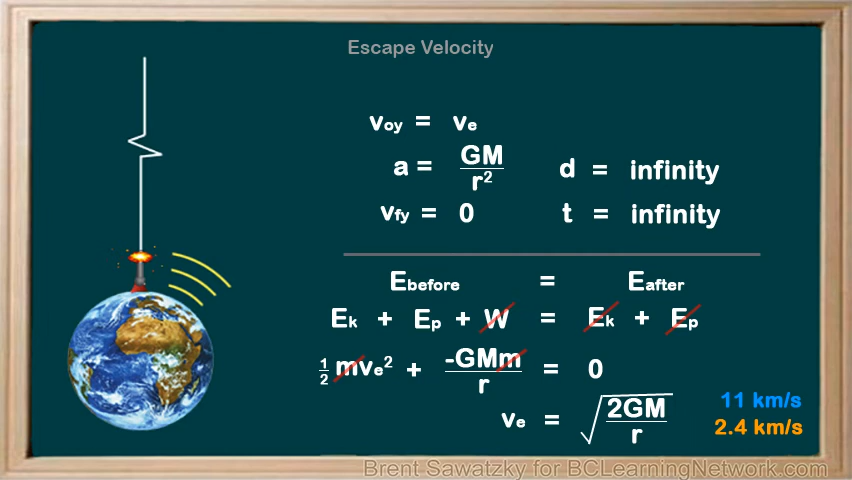 Escape Velocity
voy = ve
a = GM/r²
d = infinity
vfy = 0
t = infinity
Ebefore = Eafter
Ek + Ep + W = Ek + Ep
½ mve² + -GMm/r = 0
ve = √2GM/r
11 km/s
2.4 km/s
Brent Sawatzky for BCLearningNetwork.com